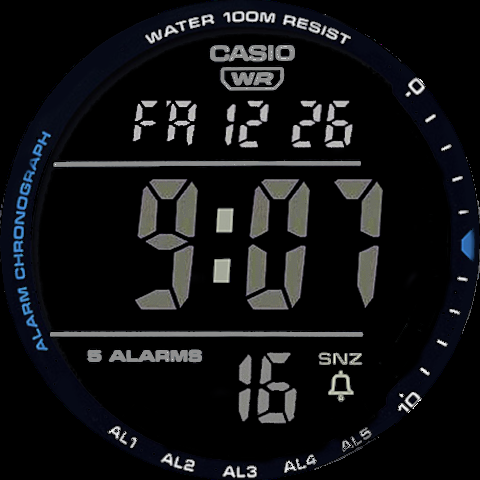 WATER 100M RESIST
CASIO
WR
FR 12 26
ALARM CHRONOGRAPH
0
9:07
5 ALARMS
16
SNZ
10
AL1 AL2 AL3 AL4 AL5